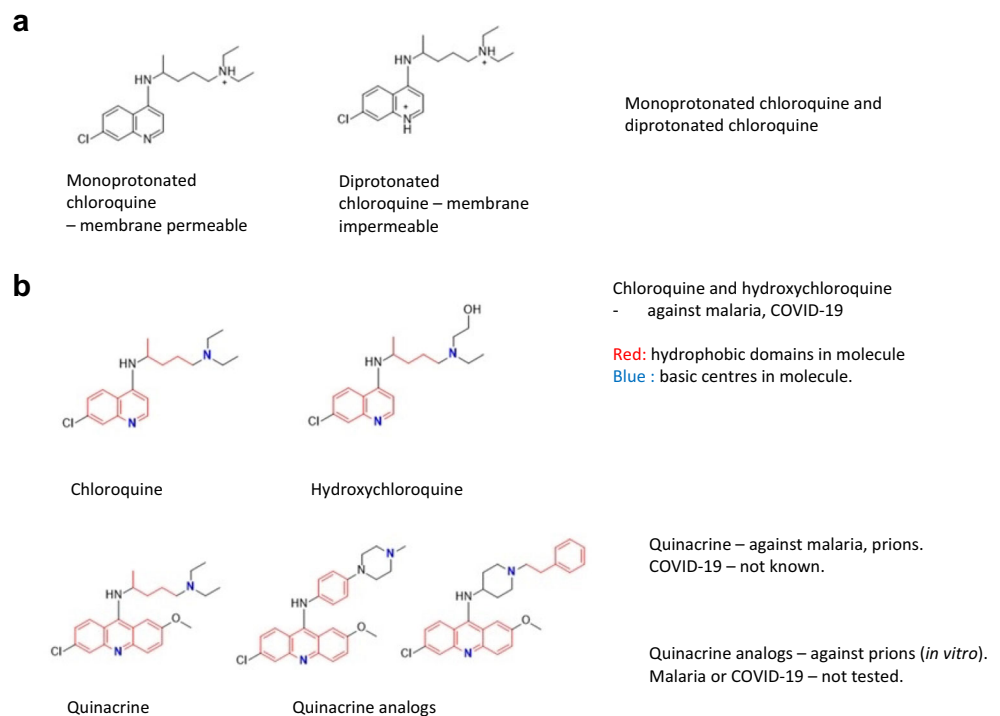 a
HN
NH
+
Cl
N
HN
NH
+
Cl
+
N
H
Monoprotonated chloroquine and
diprotonated chloroquine
Monoprotonated
chloroquine
– membrane permeable
Diprotonated
chloroquine – membrane
impermeable
b
Chloroquine and hydroxychloroquine
- against malaria, COVID-19
Red: hydrophobic domains in molecule
Blue : basic centres in molecule.
HN
N
Cl
N
OH
HN
N
Cl
N
Chloroquine
Hydroxychloroquine
Quinacrine – against malaria, prions.
COVID-19 – not known.
HN
N
O
Cl
N
N
N
HN
O
Cl
N
N
HN
O
Cl
N
Quinacrine analogs – against prions (in vitro).
Malaria or COVID-19 – not tested.
Quinacrine
Quinacrine analogs